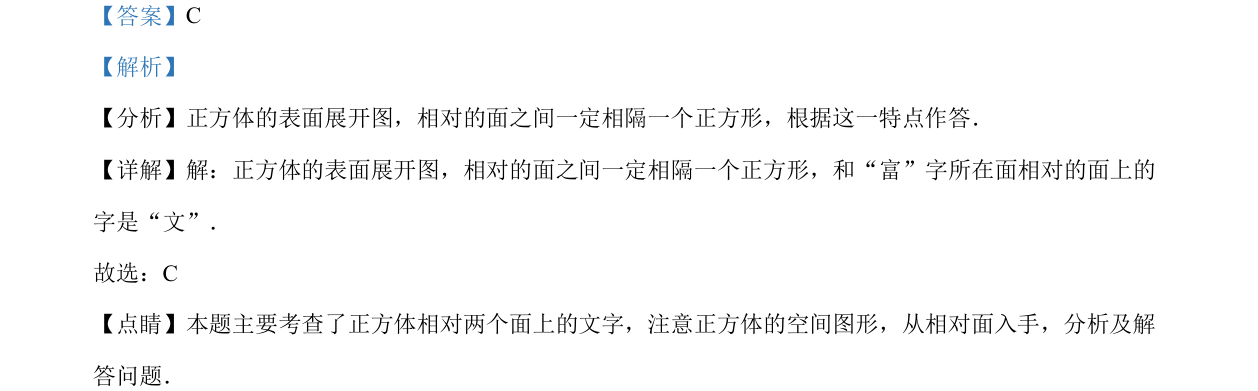 【答案】C
【解析】
【分析】正方体的表面展开图，相对的面之间一定相隔一个正方形，根据这一特点作答．
【详解】解：正方体的表面展开图，相对的面之间一定相隔一个正方形，和“富”字所在面相对的面上的
字是“文”．
故选：C
【点睛】本题主要考查了正方体相对两个面上的文字，注意正方体的空间图形，从相对面入手，分析及解
答问题．